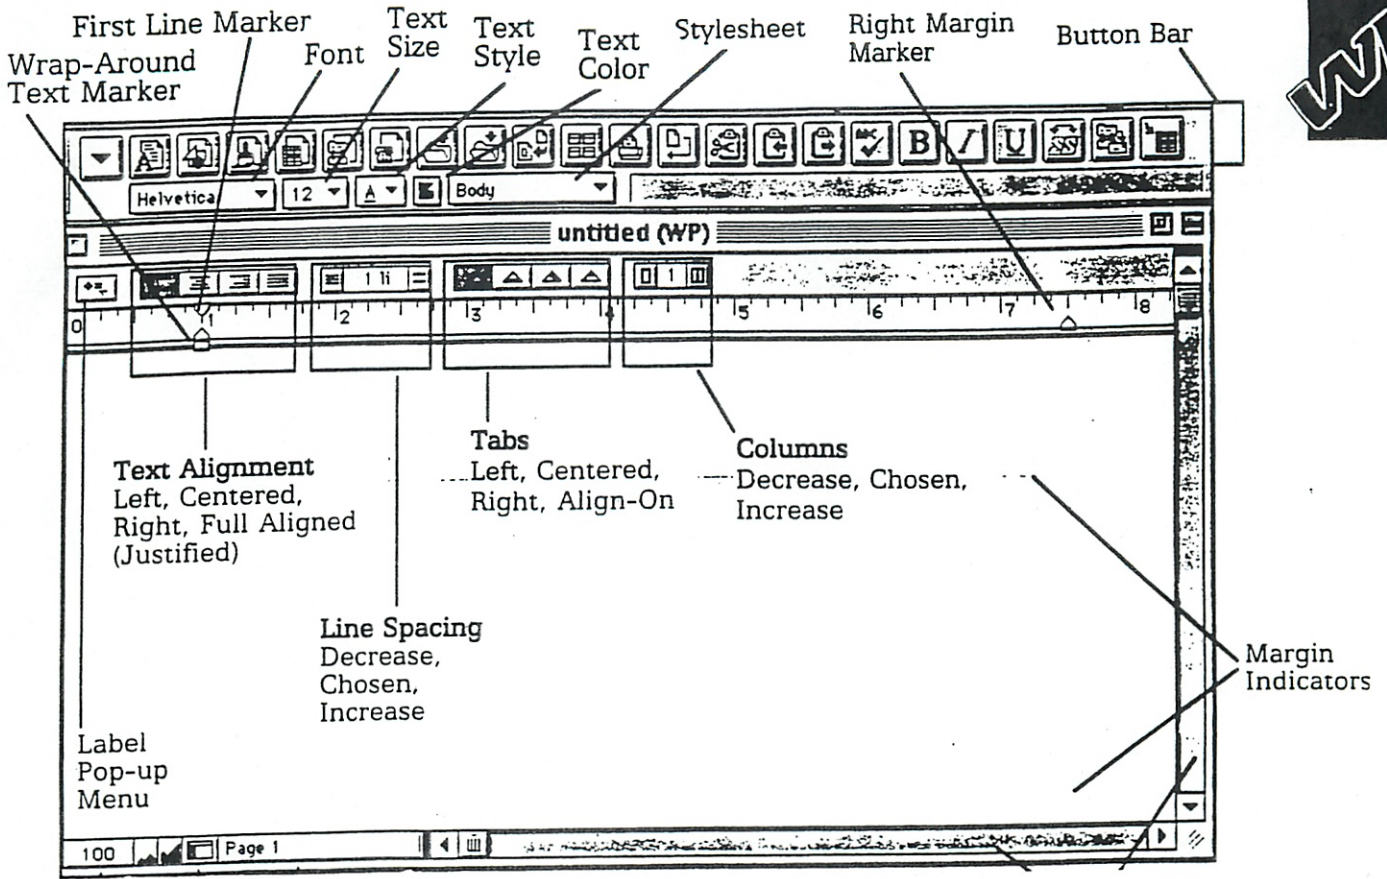 First Line Marker
Wrap-Around
Text Marker
Font
Text
Size
Text
Style
Text
Color
Stylesheet
Right Margin
Marker
Button Bar
B I U
Helvetica 12 A Body
untitled (WP)
1 li
1
0 1 2 3 4 5 6 7 8
Text Alignment
Left, Centered,
Right, Full Aligned
(Justified)
Tabs
Left, Centered,
Right, Align-On
Columns
Decrease, Chosen,
Increase
Line Spacing
Decrease,
Chosen,
Increase
Margin
Indicators
Label
Pop-up
Menu
100 Page 1